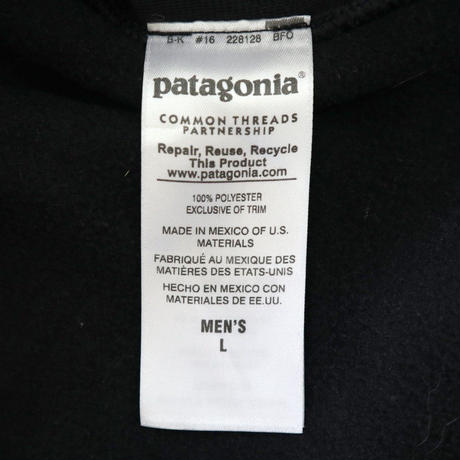 B-K #16 228128 BFO
patagonia®
COMMON THREADS
PARTNERSHIP
Repair, Reuse, Recycle
This Product
www.patagonia.com
100% POLYESTER
EXCLUSIVE OF TRIM
MADE IN MEXICO OF U.S.
MATERIALS
FABRIQUÉ AU MEXIQUE DES
MATIÈRES DES ETATS-UNIS
HECHO EN MEXICO CON
MATERIALES DE EE.UU.
MEN'S
L